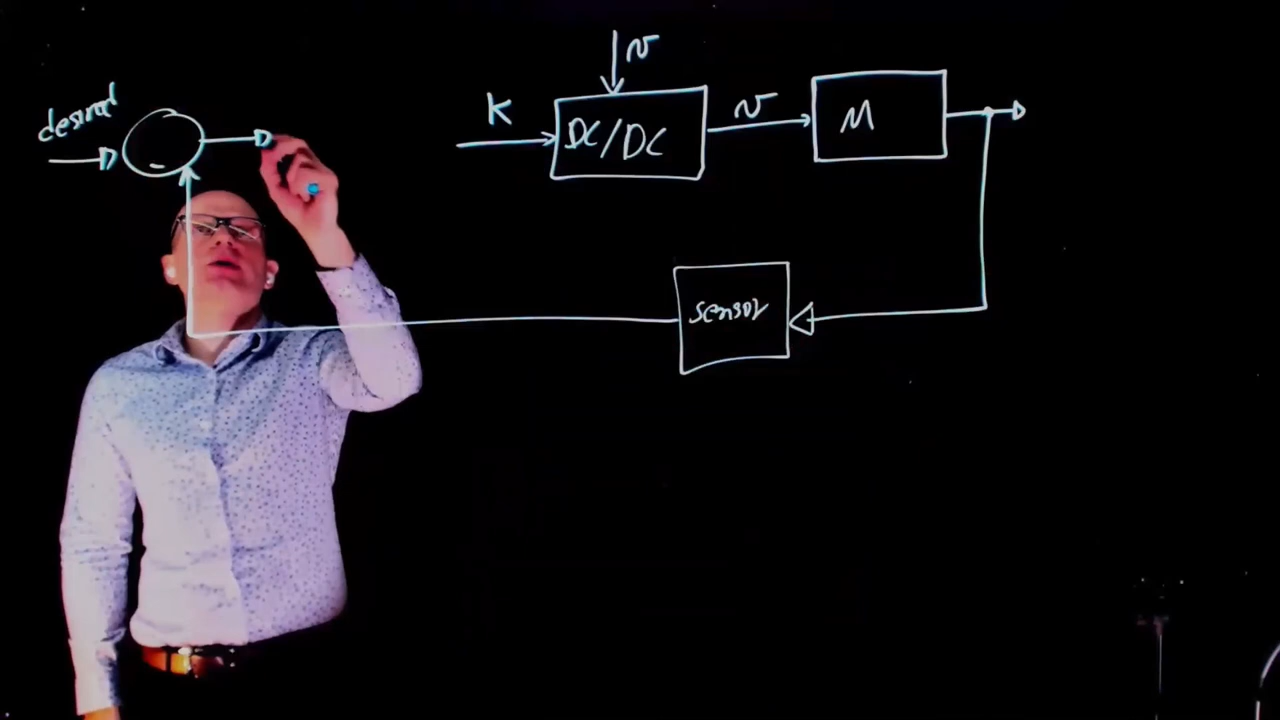 v
desired
K
DC/DC
v
M
-
sensor